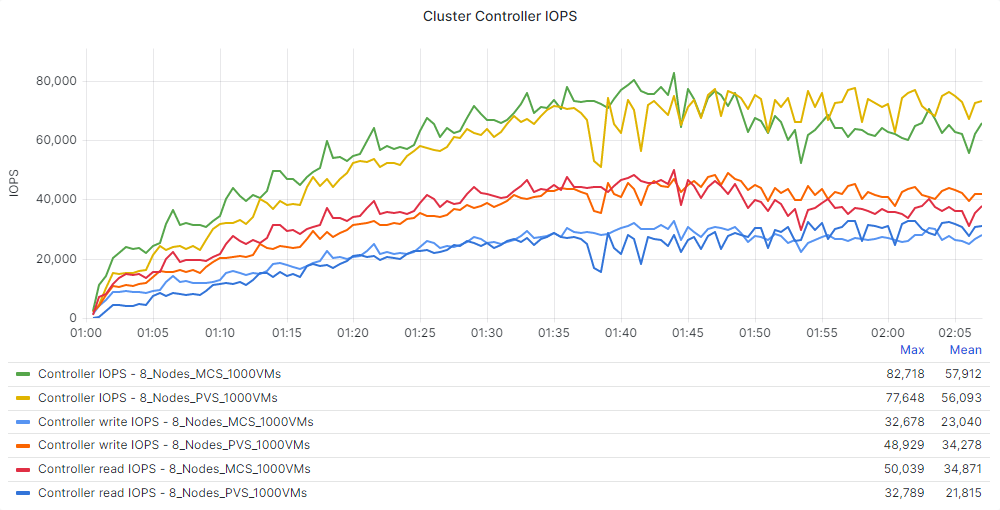 Cluster Controller IOPS
IOPS
80,000
60,000
40,000
20,000
0
01:00 01:05 01:10 01:15 01:20 01:25 01:30 01:35 01:40 01:45 01:50 01:55 02:00 02:05
Max Mean
Controller IOPS - 8_Nodes_MCS_1000VMs 82,718 57,912
Controller IOPS - 8_Nodes_PVS_1000VMs 77,648 56,093
Controller write IOPS - 8_Nodes_MCS_1000VMs 32,678 23,040
Controller write IOPS - 8_Nodes_PVS_1000VMs 48,929 34,278
Controller read IOPS - 8_Nodes_MCS_1000VMs 50,039 34,871
Controller read IOPS - 8_Nodes_PVS_1000VMs 32,789 21,815